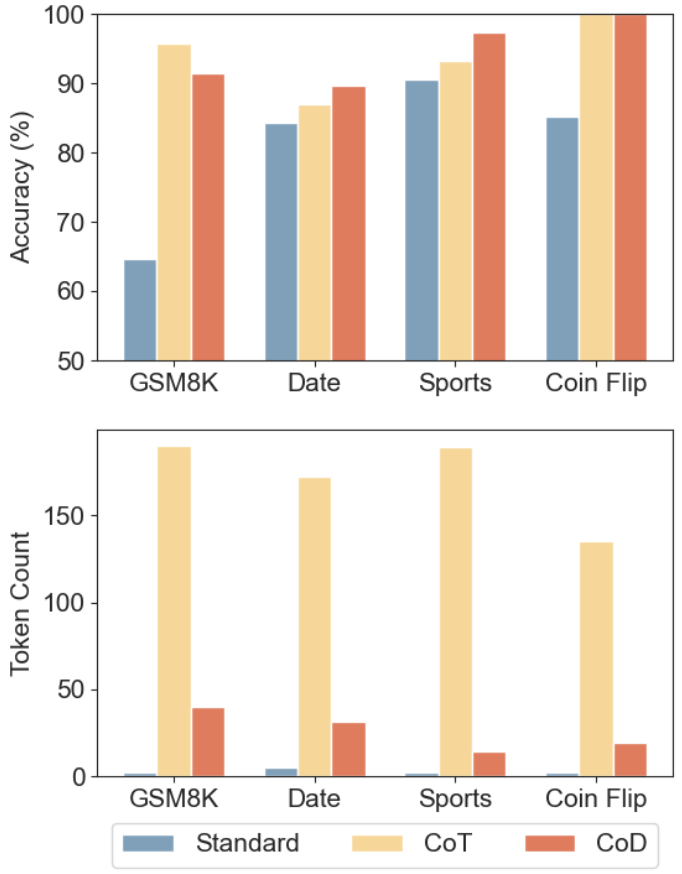 100
90
80
70
60
50
Accuracy (%)
GSM8K Date Sports Coin Flip
150
100
50
0
Token Count
GSM8K Date Sports Coin Flip
Standard CoT CoD